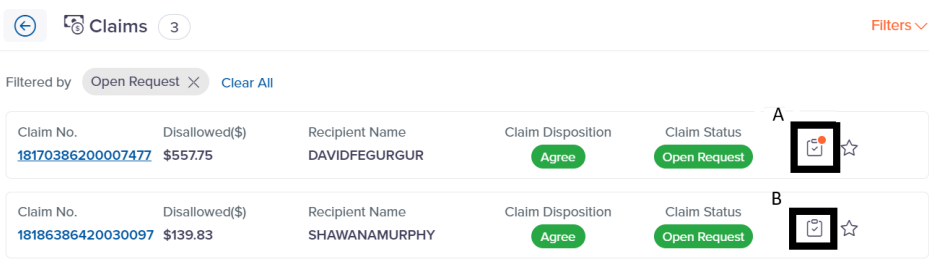 Claims 3
Filters
Filtered by Open Request Clear All
A
Claim No. Disallowed($) Recipient Name Claim Disposition Claim Status
18170386200007477 $557.75 DAVIDFEGURGUR Agree Open Request
B
Claim No. Disallowed($) Recipient Name Claim Disposition Claim Status
18186386420030097 $139.83 SHAWANAMURPHY Agree Open Request